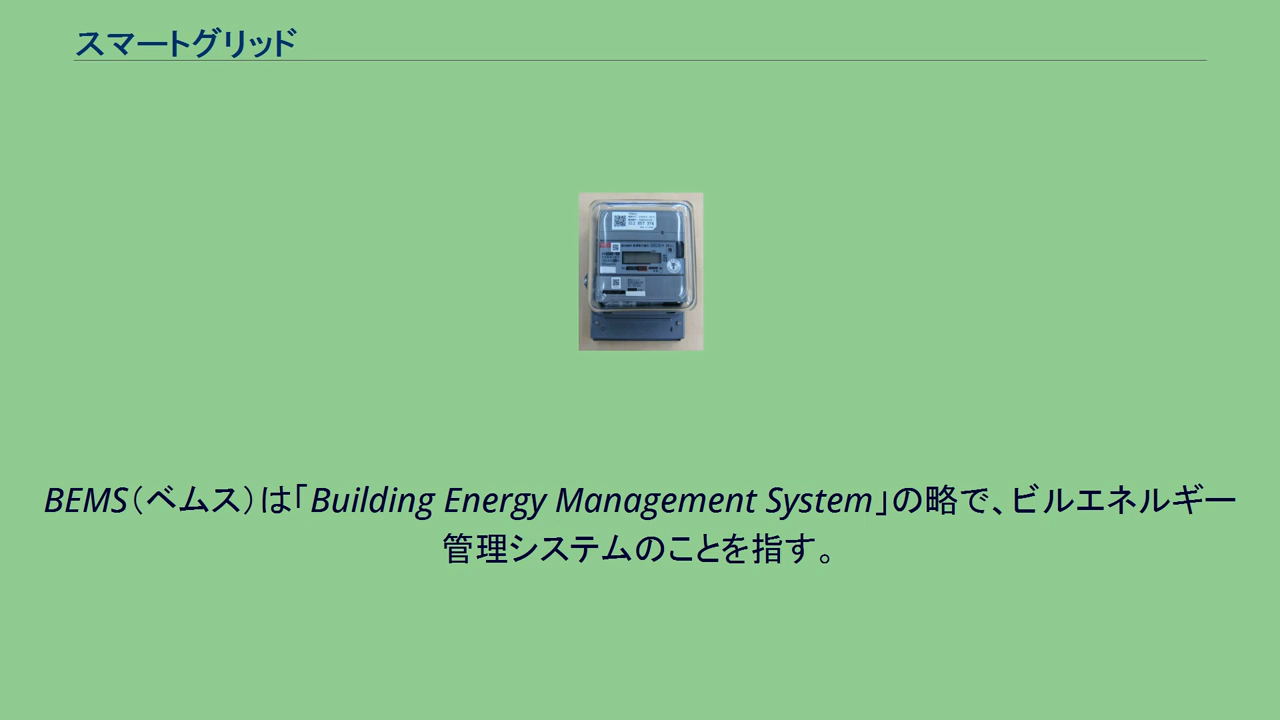 スマートグリッド
BEMS（ベムス）は「Building Energy Management System」の略で、ビルエネルギー
管理システムのことを指す。